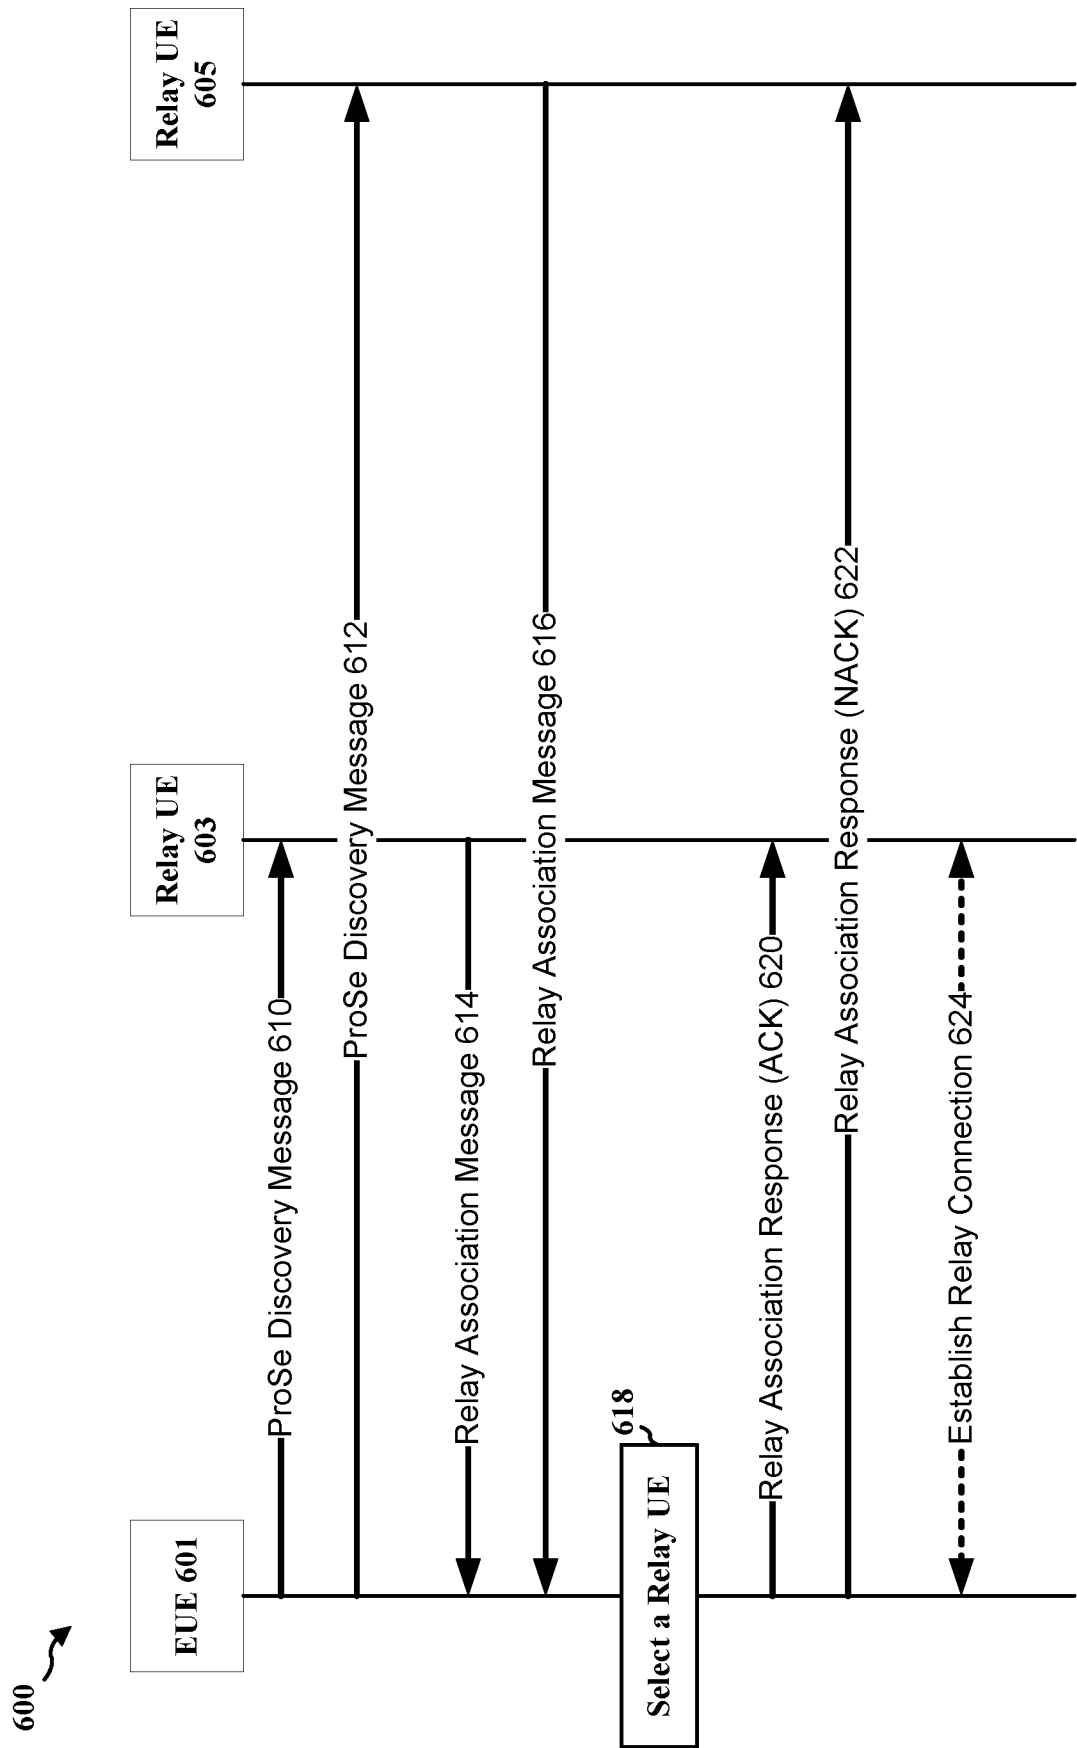 600
EUE 601
Relay UE
603
Relay UE
605
ProSe Discovery Message 610
ProSe Discovery Message 612
Relay Association Message 614
Relay Association Message 616
618
Select a Relay UE
Relay Association Response (ACK) 620
Relay Association Response (NACK) 622
Establish Relay Connection 624